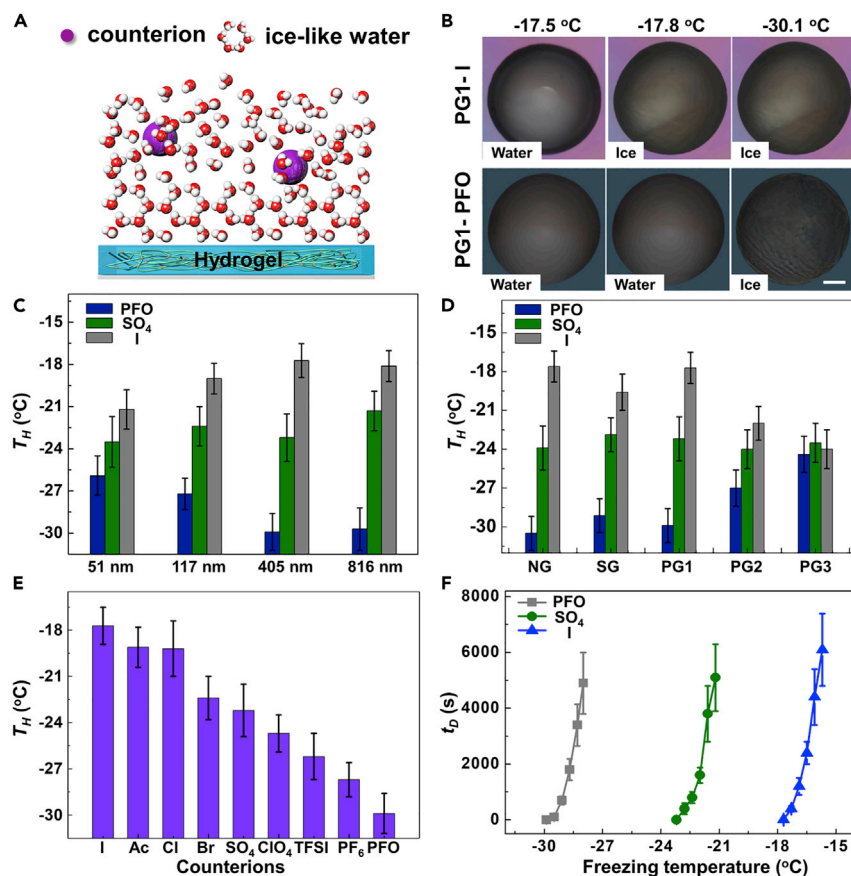 A
counterion ice-like water
Hydrogel
B
-17.5 °C -17.8 °C -30.1 °C
PG1- I
Water Ice Ice
PG1- PFO
Water Water Ice
C
PFO
SO₄
I
T_H (°C)
-15
-18
-21
-24
-27
-30
51 nm 117 nm 405 nm 816 nm
D
PFO
SO₄
I
T_H (°C)
-15
-18
-21
-24
-27
-30
NG SG PG1 PG2 PG3
E
T_H (°C)
-18
-21
-24
-27
-30
I Ac Cl Br SO₄ ClO₄ TFSI PF₆ PFO
Counterions
F
PFO
SO₄
I
t_D (s)
8000
6000
4000
2000
0
-30 -27 -24 -21 -18 -15
Freezing temperature (°C)